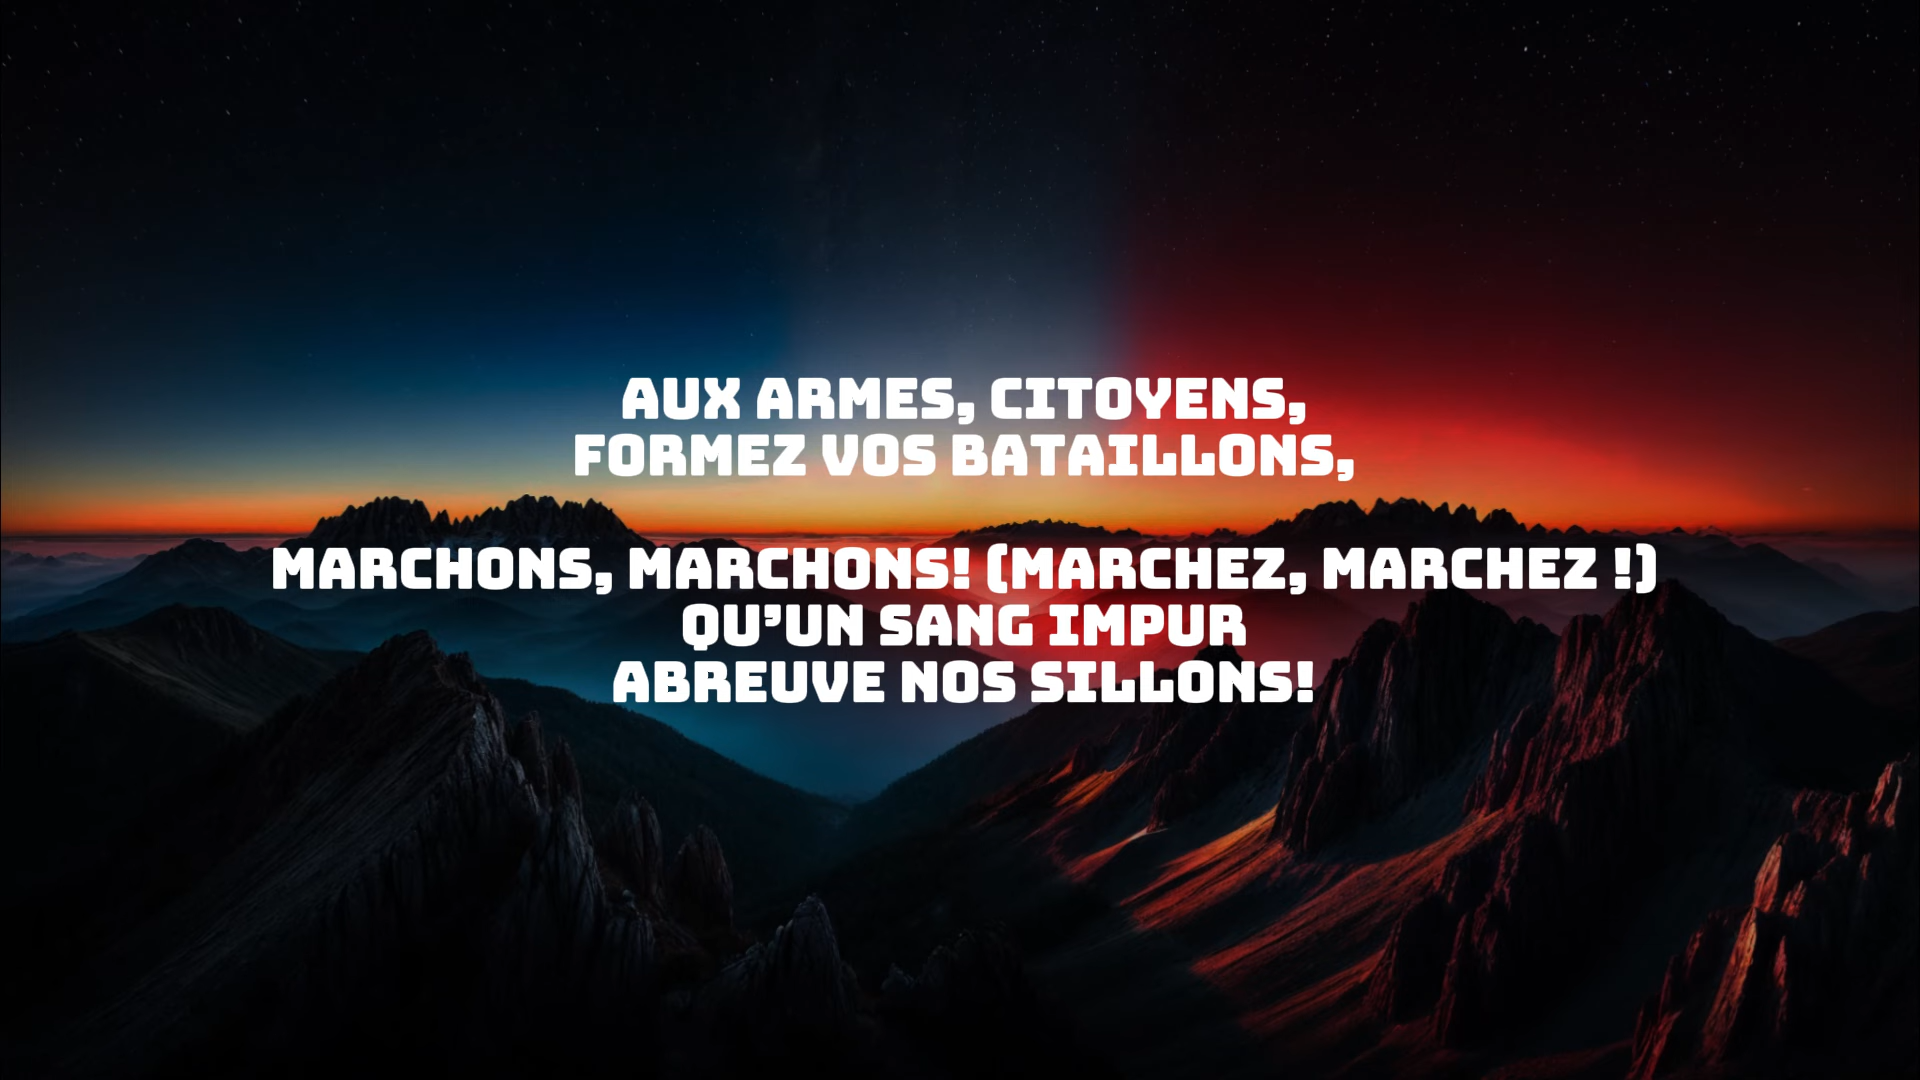 AUX ARMES, CITOYENS,
FORMEZ VOS BATAILLONS,
MARCHONS, MARCHONS! (MARCHEZ, MARCHEZ !)
QU’UN SANG IMPUR
ABREUVE NOS SILLONS!